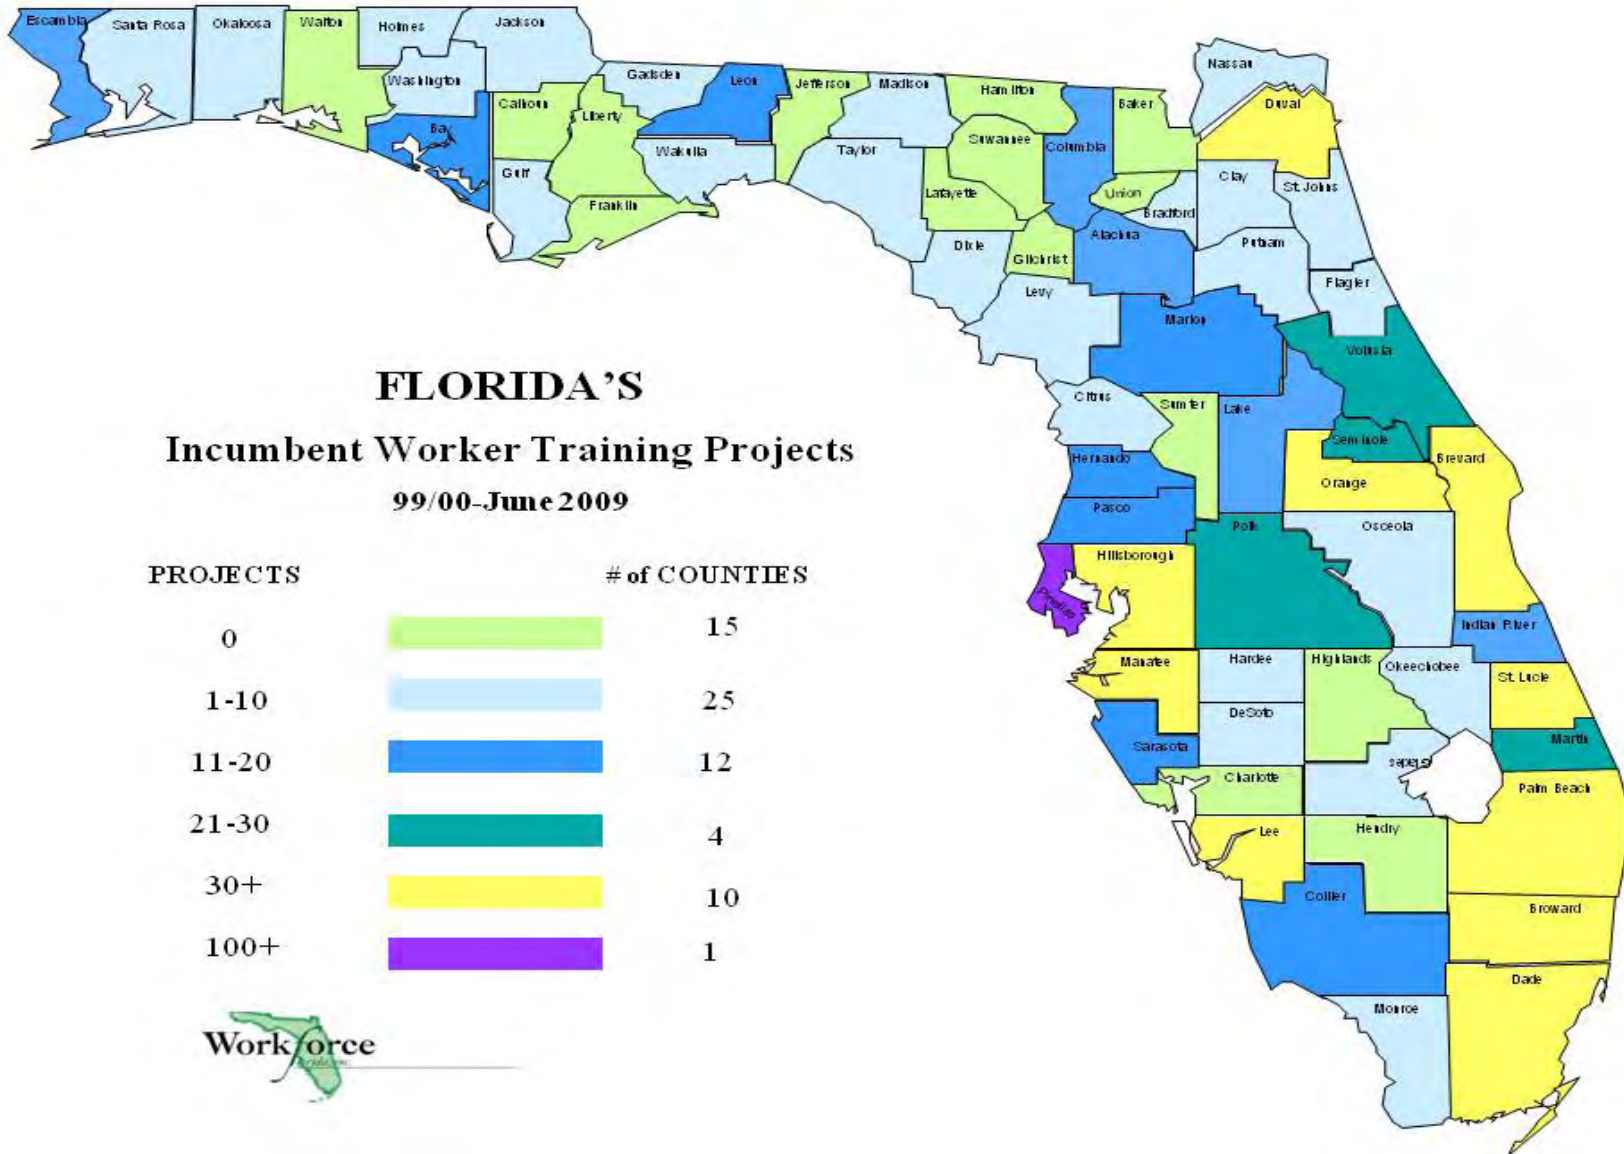 Escambia Santa Rosa Okaloosa Walton Holmes Jackson
Washington
Bay
Calhoun
Liberty
Gulf
Franklin
Gadsden
Leon
Wakulla
Jefferson
Madison
Taylor
Hamilton
Suwannee
Lafayette
Columbia
Baker
Union
Bradford
Nassau
Duval
Clay
St. Johns
Dixie
Gilchrist
Alachua
Putnam
Flagler
Levy
Marion
Volusia
Citrus
Sumter
Lake
Seminole
Hernando
Orange
Brevard
Pasco
Polk
Osceola
Hillsborough
Pinellas
Indian River
Manatee
Hardee
Highlands
Okeechobee
St. Lucie
DeSoto
Sarasota
Glades
Martin
Charlotte
Palm Beach
Lee
Hendry
Collier
Broward
Dade
Monroe
FLORIDA'S
Incumbent Worker Training Projects
99/00-June 2009
PROJECTS # of COUNTIES
0 15
1-10 25
11-20 12
21-30 4
30+ 10
100+ 1
Workforce